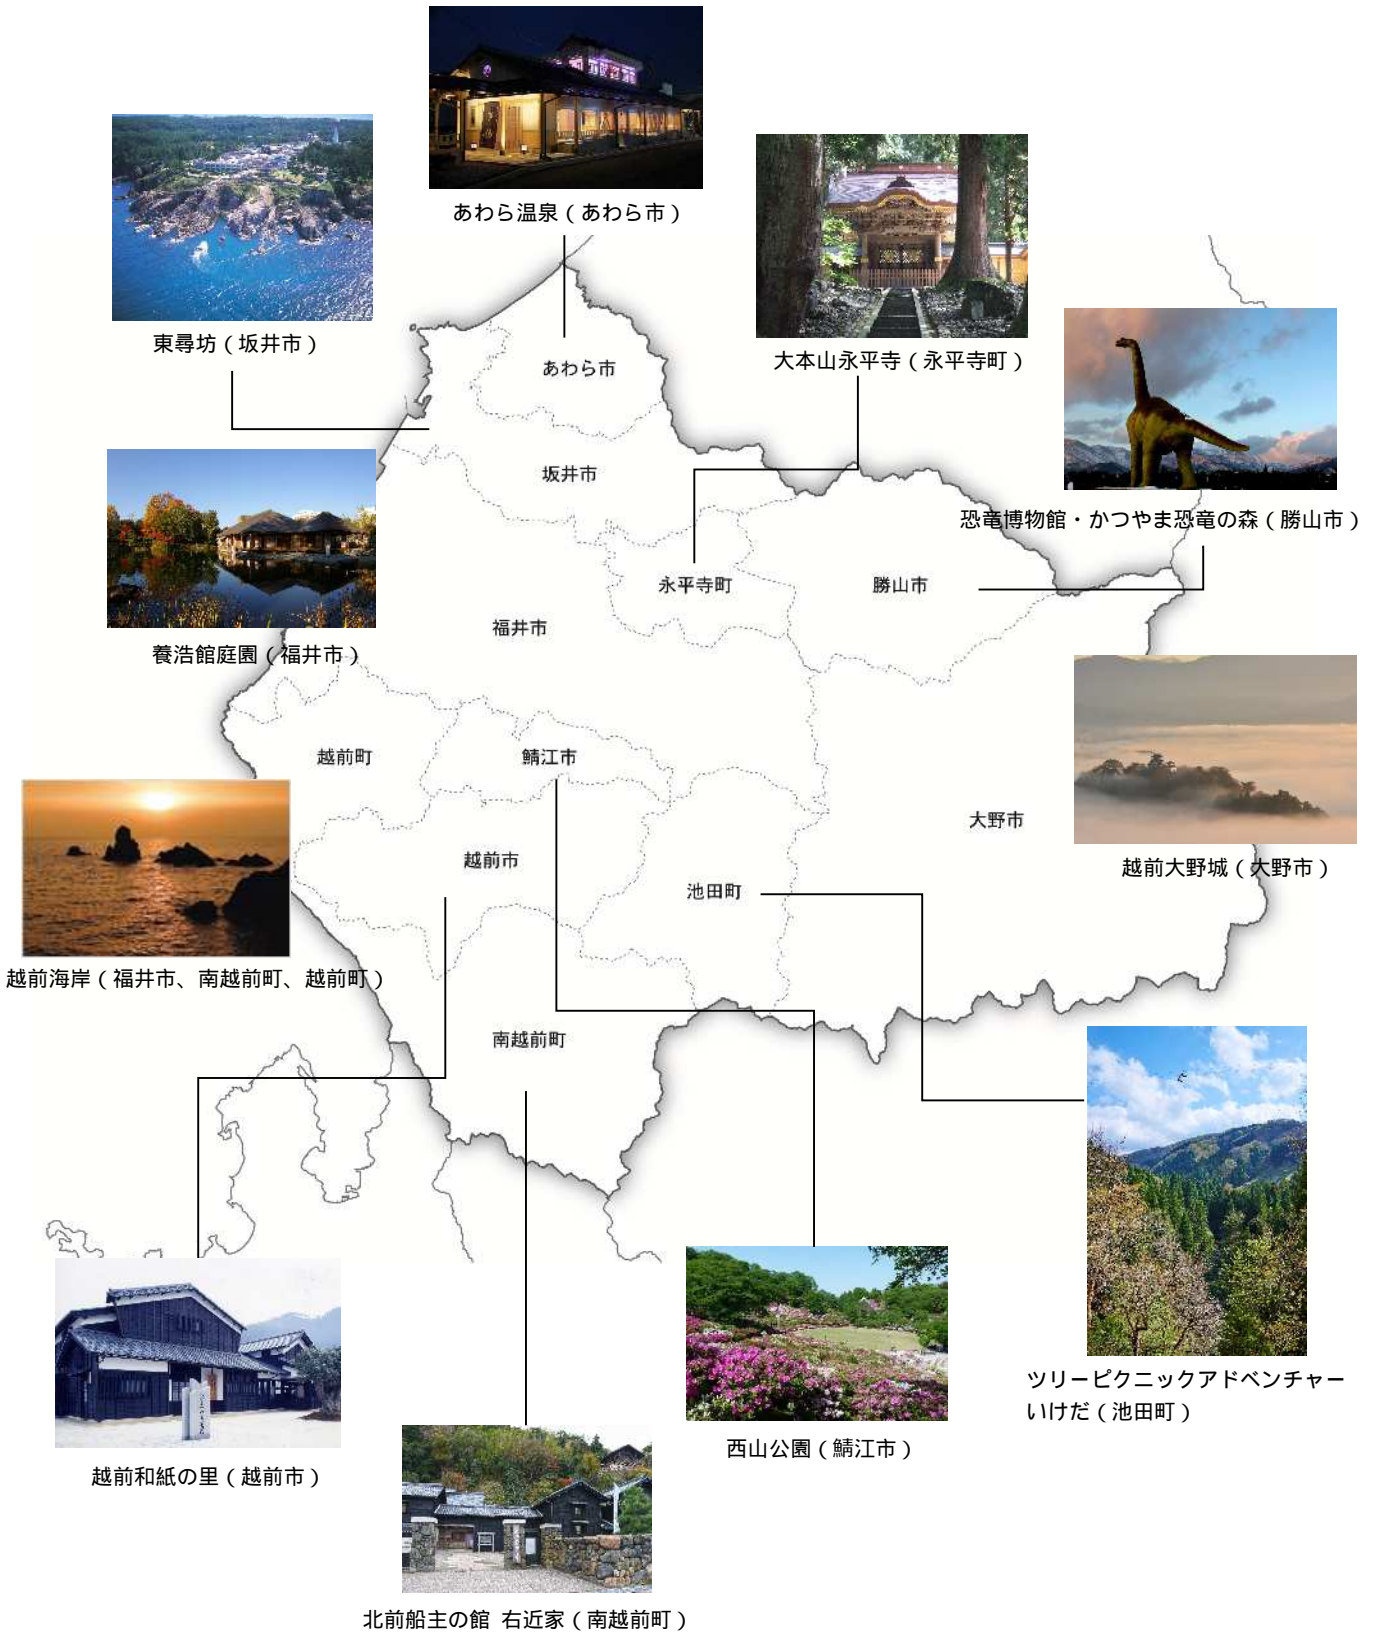 あわら温泉(あわら市)
東尋坊(坂井市)
大本山永平寺(永平寺町)
あわら市
坂井市
恐竜博物館・かつやま恐竜の森(勝山市)
永平寺町
勝山市
福井市
養浩館庭園(福井市)
越前町
鯖江市
大野市
越前市
越前大野城(大野市)
池田町
越前海岸(福井市、南越前町、越前町)
南越前町
ツリーピクニックアドベンチャー
いけだ(池田町)
西山公園(鯖江市)
越前和紙の里(越前市)
北前船主の館 右近家(南越前町)